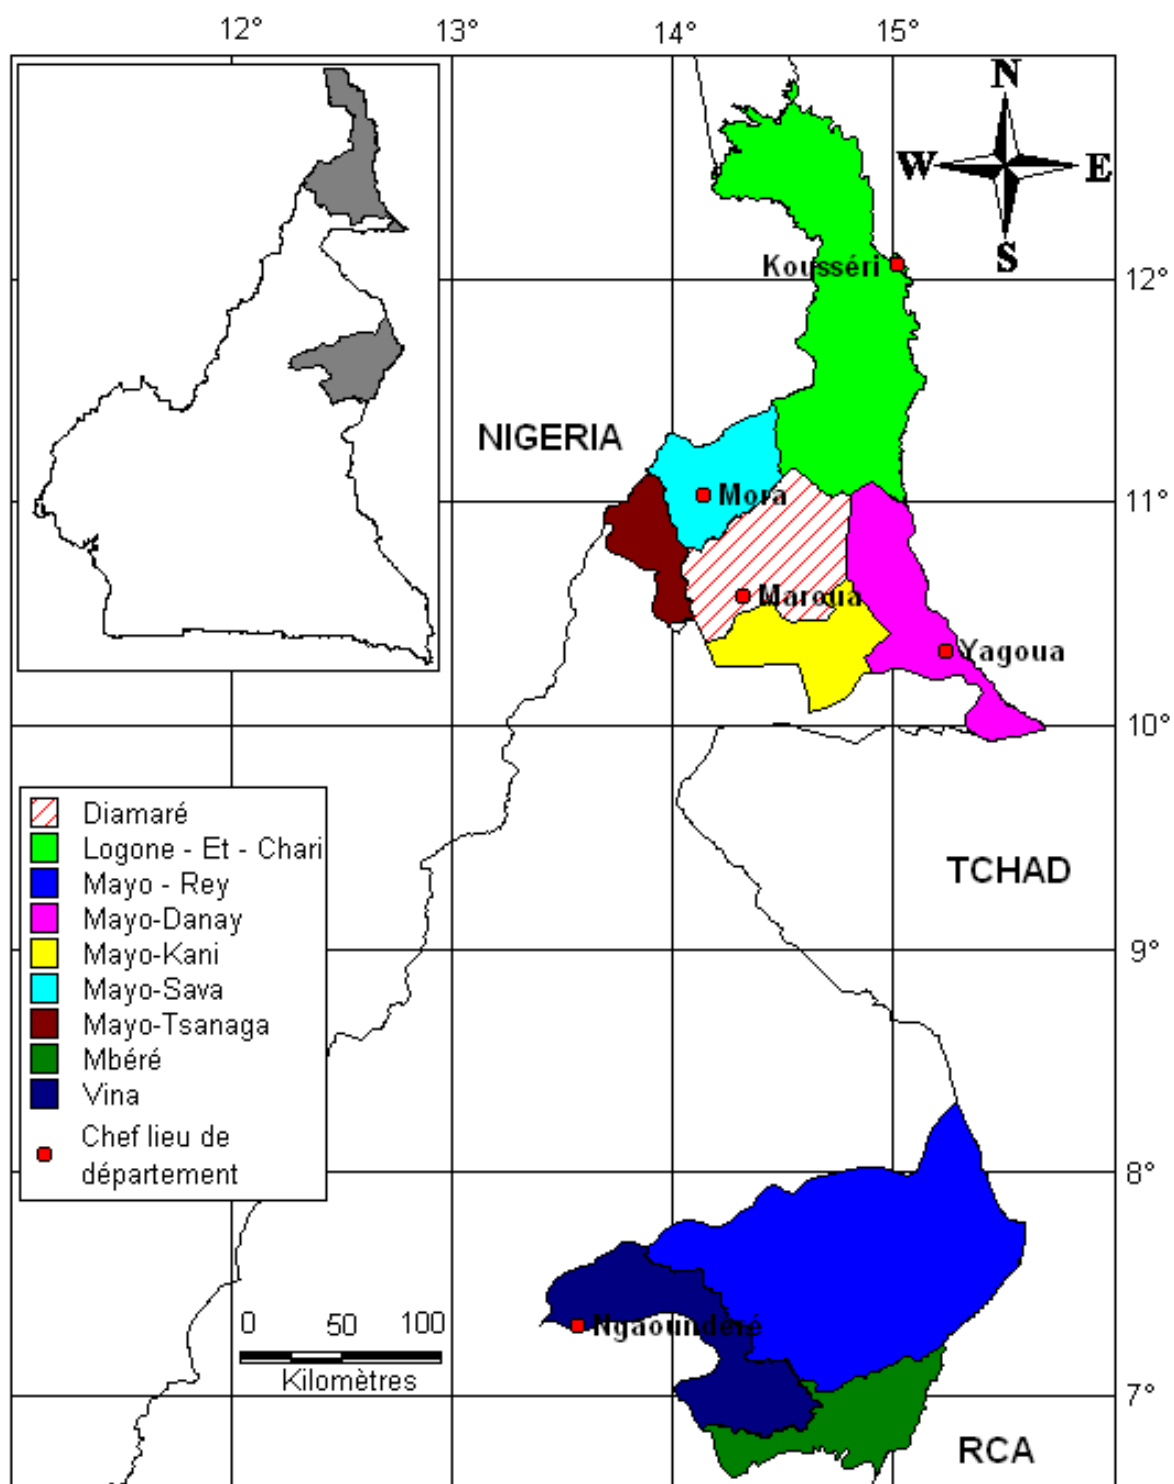 12°
13°
14°
15°
N
W
E
S
Kousséri
12°
NIGERIA
Mora
11°
Maroua
Yagoua
10°
Diamaré
Logone - Et - Chari
Mayo - Rey
Mayo-Danay
Mayo-Kani
Mayo-Sava
Mayo-Tsanaga
Mbéré
Vina
Chef lieu de
département
TCHAD
9°
8°
0 50 100
Kilomètres
Ngaoundéré
7°
RCA